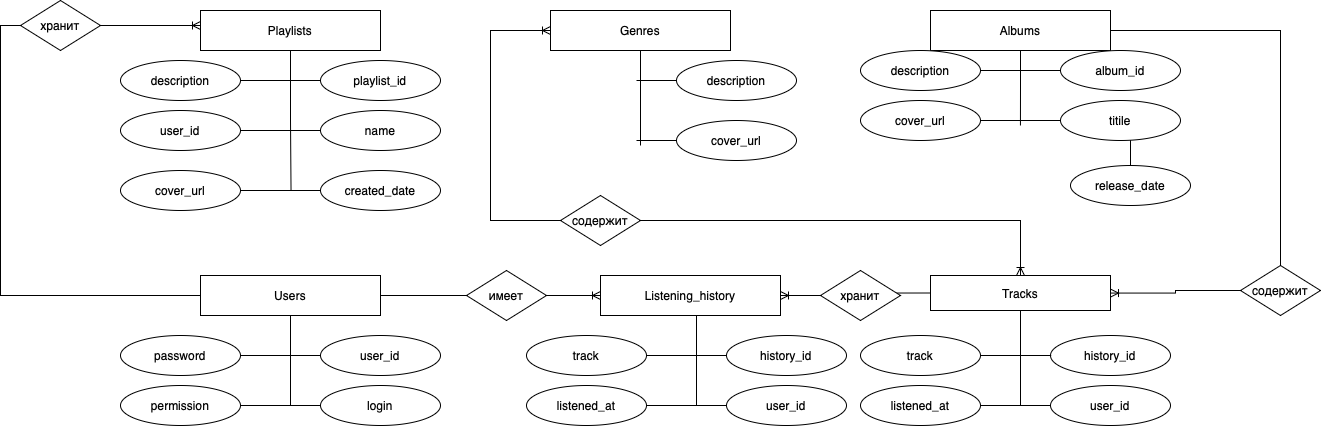 хранит
Playlists
Genres
Albums
description
playlist_id
description
description
album_id
user_id
name
cover_url
cover_url
titile
cover_url
created_date
release_date
содержит
Users
имеет
Listening_history
хранит
Tracks
содержит
password
user_id
track
history_id
track
history_id
permission
login
listened_at
user_id
listened_at
user_id